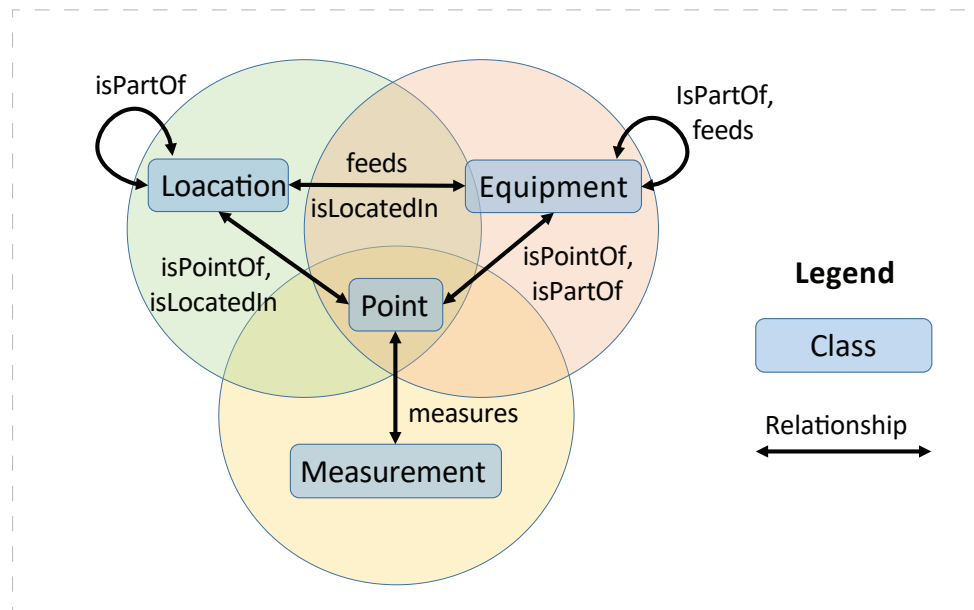 isPartOf
IsPartOf,
feeds
feeds
Loacation
Equipment
isLocatedIn
isPointOf,
isLocatedIn
isPointOf,
isPartOf
Point
measures
Measurement
Legend
Class
Relationship